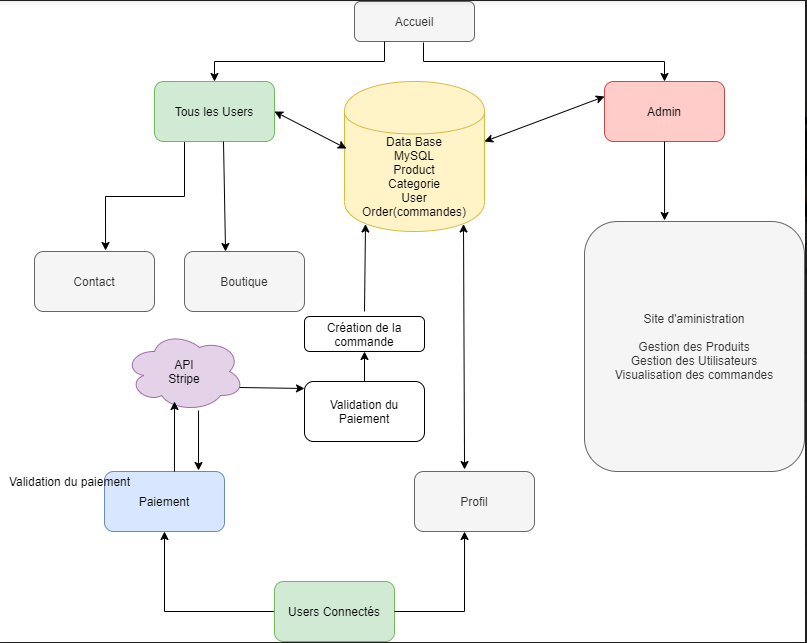 Accueil
Tous les Users
Data Base
MySQL
Product
Categorie
User
Order(commandes)
Admin
Contact
Boutique
Création de la
commande
Site d'aministration
Gestion des Produits
Gestion des Utilisateurs
Visualisation des commandes
API
Stripe
Validation du
Paiement
Validation du paiement
Paiement
Profil
Users Connectés